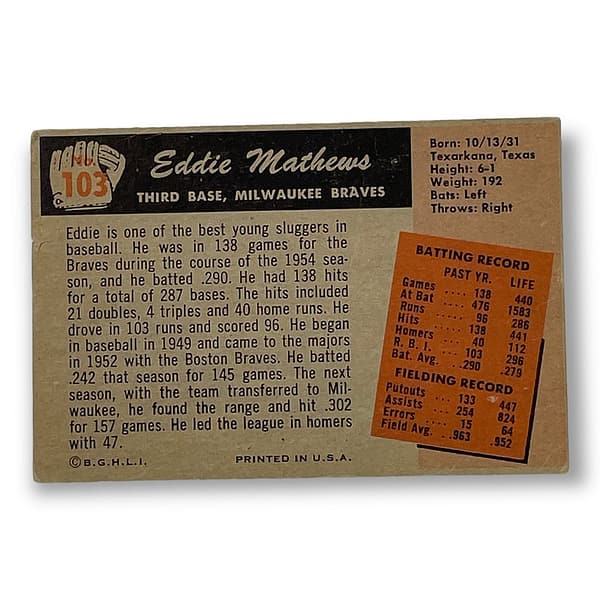 No.
103
Eddie Mathews
THIRD BASE, MILWAUKEE BRAVES
Born: 10/13/31
Texarkana, Texas
Height: 6-1
Weight: 192
Bats: Left
Throws: Right
Eddie is one of the best young sluggers in
baseball. He was in 138 games for the
Braves during the course of the 1954 sea-
son, and he batted .290. He had 138 hits
for a total of 287 bases. The hits included
21 doubles, 4 triples and 40 home runs. He
drove in 103 runs and scored 96. He began
in baseball in 1949 and came to the majors
in 1952 with the Boston Braves. He batted
.242 that season for 145 games. The next
season, with the team transferred to Mil-
waukee, he found the range and hit .302
for 157 games. He led the league in homers
with 47.
BATTING RECORD
PAST YR. LIFE
Games .... 138 440
At Bat .... 476 1583
Runs .... 96 286
Hits .... 138 441
Homers .... 40 112
R. B. I. .... 103 296
Bat. Avg. .. .290 .279
FIELDING RECORD
Putouts .. 133 447
Assists .. 254 824
Errors .. 15 64
Field Avg. .963 .952
©B.G.H.L.I. PRINTED IN U.S.A.